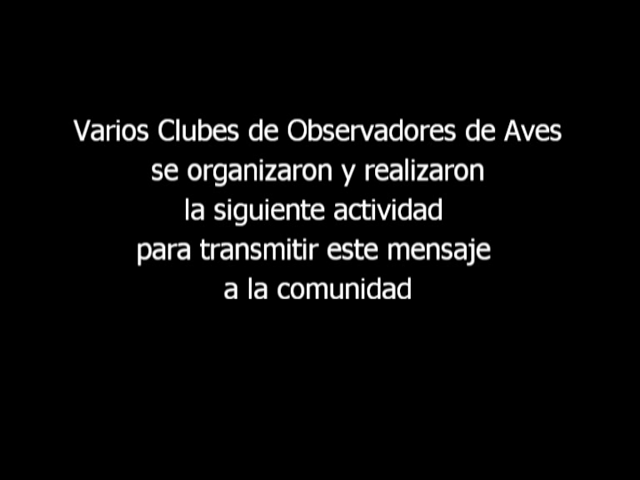 Varios Clubes de Observadores de Aves
se organizaron y realizaron
la siguiente actividad
para transmitir este mensaje
a la comunidad